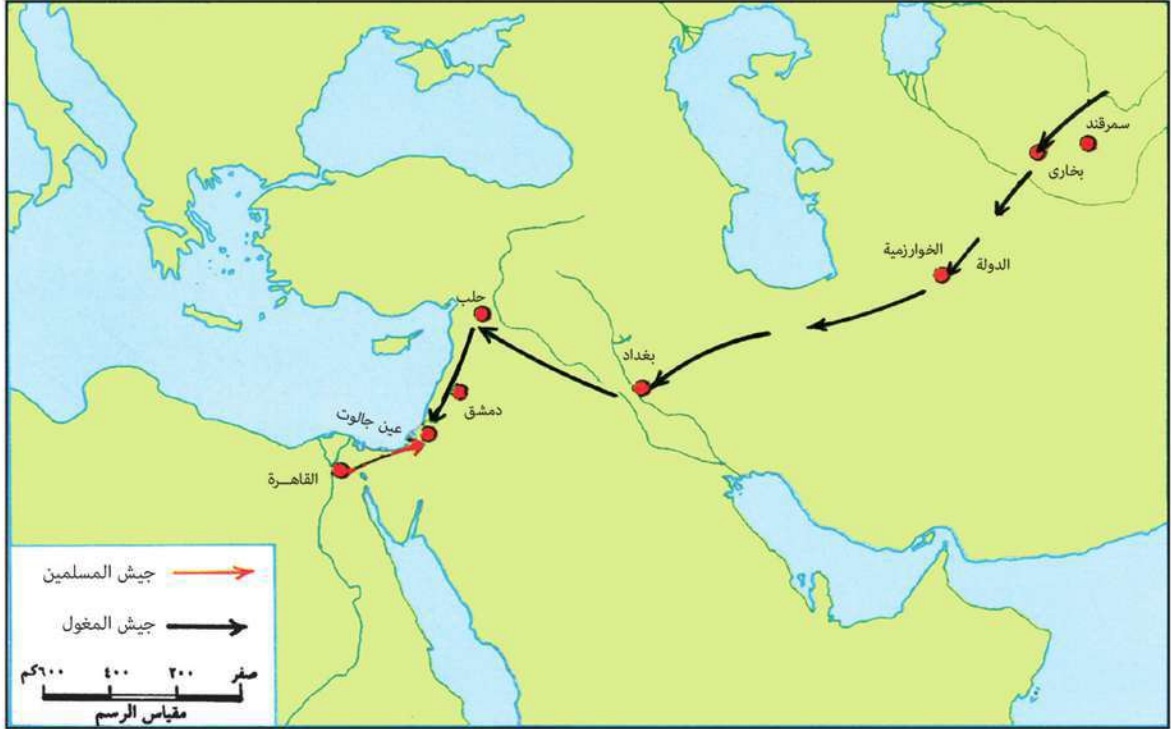 سمرقند
بخارى
الخوارزمية
الدولة
حلب
بغداد
دمشق
عين جالوت
القاهـــرة
جيش المسلمين
جيش المغول
صفر ٢٠٠ ٤٠٠ ٦٠٠كم
مقياس الرسم